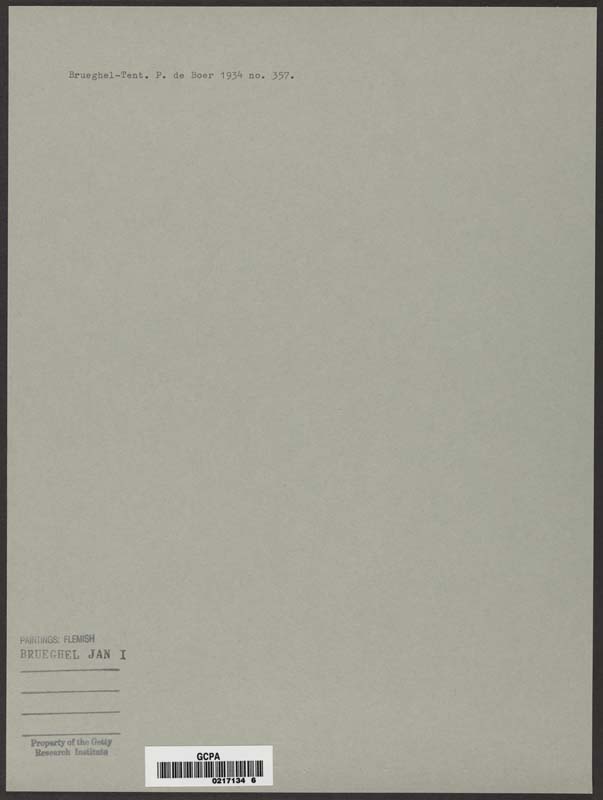 Brueghel-Tent. P. de Boer 1934 no. 357.
PAINTINGS: FLEMISH
BRUEGHEL JAN I
Property of the Getty
Research Institute
GCPA
0217134 6